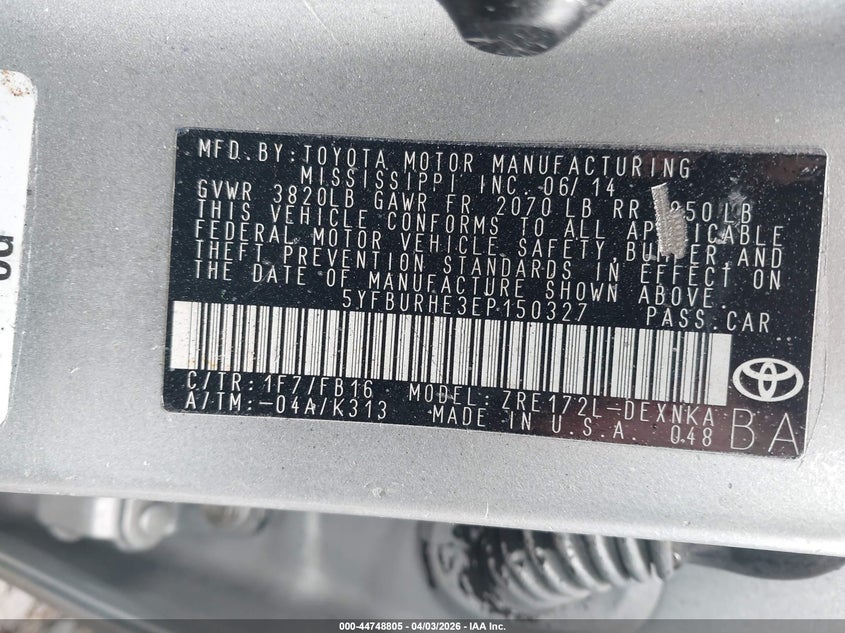 MFD.BY:TOYOTA MOTOR MANUFACTURING
MISSISSIPPI INC. 06/14
GVWR 3820LB GAWR FR 2070 LB RR 850 LB
THIS VEHICLE CONFORMS TO ALL APPLICABLE
FEDERAL MOTOR VEHICLE SAFETY, BUMPER, AND
THEFT PREVENTION STANDARDS IN EFFECT ON
THE DATE OF MANUFACTURE SHOWN ABOVE.
5YFBURHE3EP150327 PASS.CAR
C/TR:1F7/FB16 MODEL:ZRE172L-DEXNKA
A/TM:-04A/K313 MADE IN U.S.A. 048 BA
000-44748805 - 04/03/2026 - IAA Inc.